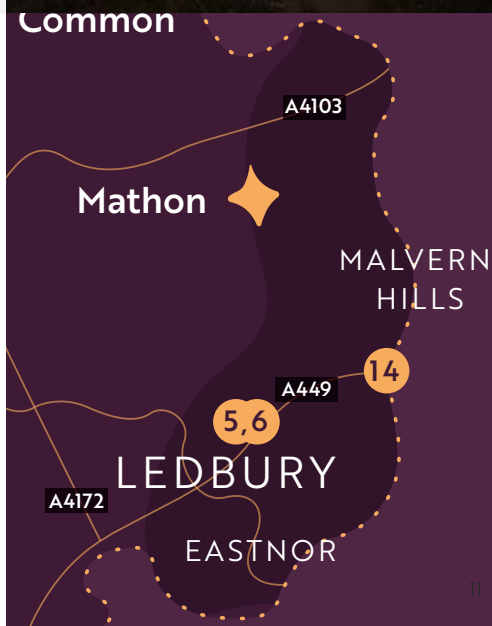 Common
A4103
Mathon
MALVERN
HILLS
14
A449
5,6
LEDBURY
A4172
EASTNOR
11